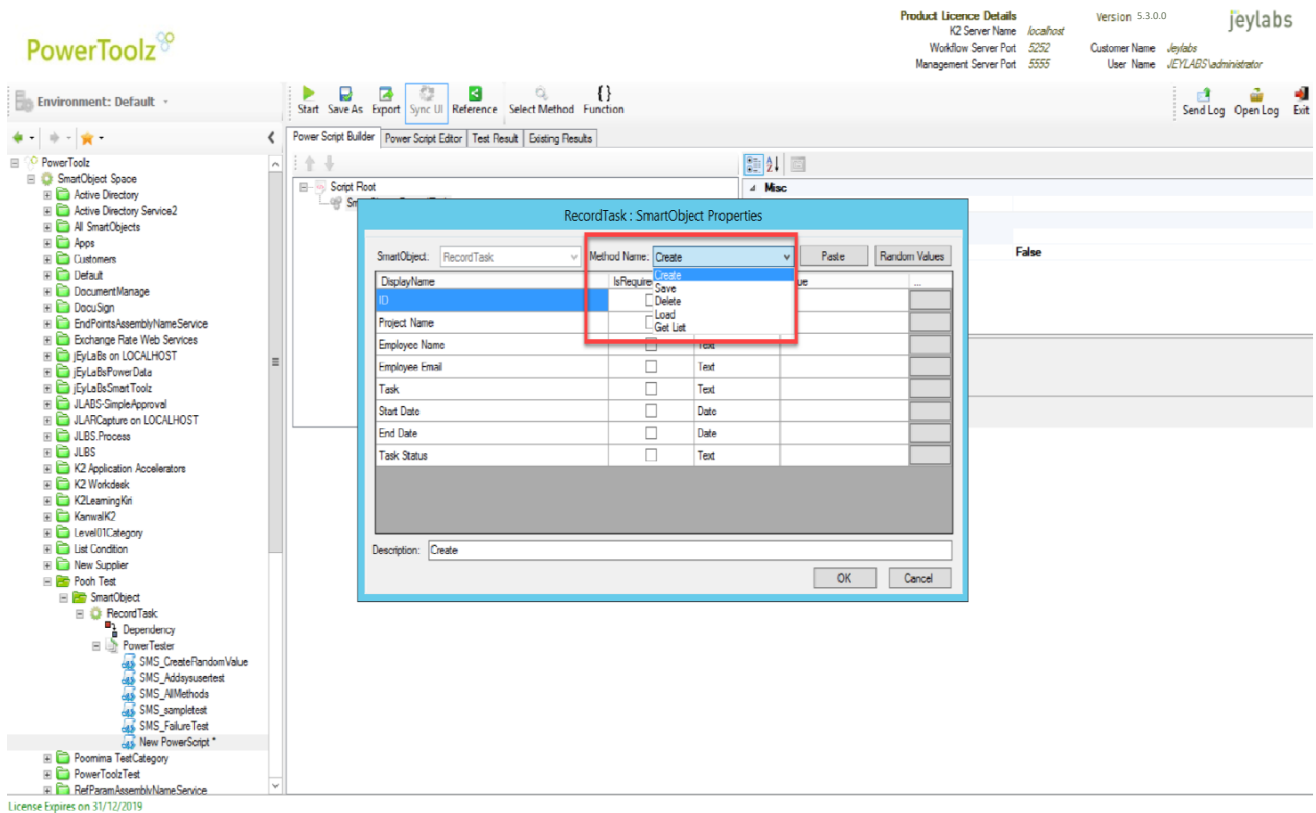 Product Licence Details
Version 5.3.0.0
jeylabs
K2 Server Name localhost
PowerToolz
Workflow Server Port 5252 Customer Name Jeylabs
Management Server Port 5555 User Name JEYLABS\administrator
Environment: Default
Start Save As Export Sync UI Reference Select Method Function
Send Log Open Log Exit
Power Script Builder Power Script Editor Test Result Existing Results
PowerToolz
SmartObject Space
Active Directory
Active Directory Service2
All SmartObjects
Apps
Customers
Default
DocumentManage
DocuSign
EndPointsAssemblyNameService
Exchange Rate Web Services
jEyLaBs on LOCALHOST
jEyLaBsPowerData
jEyLaBsSmartToolz
JLABS-SimpleApproval
JLARCapture on LOCALHOST
JLBS.Process
JLBS
K2 Application Accelerators
K2 Workdesk
K2LearningKiri
KanwalK2
Level01Category
List Condition
New Supplier
Pooh Test
SmartObject
RecordTask
Dependency
PowerTester
SMS_CreateRandomValue
SMS_Addsysusertest
SMS_AllMethods
SMS_sampletest
SMS_FailureTest
New PowerScript *
Poornima TestCategory
PowerToolzTest
RefParamAssemblyNameService
Script Root
Misc
False
RecordTask : SmartObject Properties
SmartObject: RecordTask Method Name: Create Paste Random Values
DisplayName IsRequire ue ...
Create
Save
Delete
Load
Get List
ID
Project Name
Employee Name Text
Employee Email Text
Task Text
Start Date Date
End Date Date
Task Status Text
Description: Create
OK Cancel
License Expires on 31/12/2019